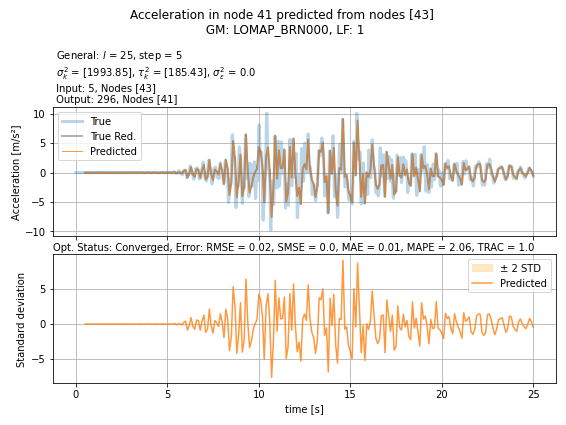 Acceleration in node 41 predicted from nodes [43]
GM: LOMAP_BRN000, LF: 1
General: l = 25, step = 5
σ²ₖ = [1993.85], τ²ₖ = [185.43], σ²ε = 0.0
Input: 5, Nodes [43]
Output: 296, Nodes [41]
Acceleration [m/s²]
10
5
0
−5
−10
True
True Red.
Predicted
Opt. Status: Converged, Error: RMSE = 0.02, SMSE = 0.0, MAE = 0.01, MAPE = 2.06, TRAC = 1.0
Standard deviation
5
0
−5
± 2 STD
Predicted
0
5
10
15
20
25
time [s]